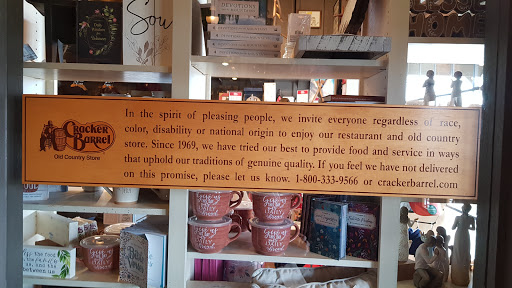 In the spirit of pleasing people, we invite everyone regardless of race,
color, disability or national origin to enjoy our restaurant and old country
store. Since 1969, we have tried our best to provide food and service in ways
that uphold our traditions of genuine quality. If you feel we have not delivered
on this promise, please let us know. 1-800-333-9566 or crackerbarrel.com
Cracker
Barrel
Old Country Store